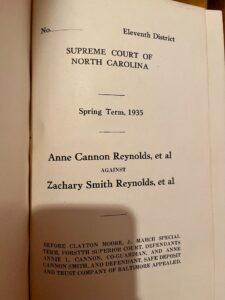 No.
Eleventh District
SUPREME COURT OF
NORTH CAROLINA
Spring Term, 1935
Anne Cannon Reynolds, et al
AGAINST
Zachary Smith Reynolds, et al
BEFORE CLAYTON MOORE, J., MARCH SPECIAL
TERM, FORSYTH SUPERIOR COURT. DEFENDANTS
ANNIE L. CANNON, CO-GUARDIAN, AND ANNE
CANNON SMITH, AND DEFENDANT, SAFE DEPOSIT
AND TRUST COMPANY OF BALTIMORE APPEALED.